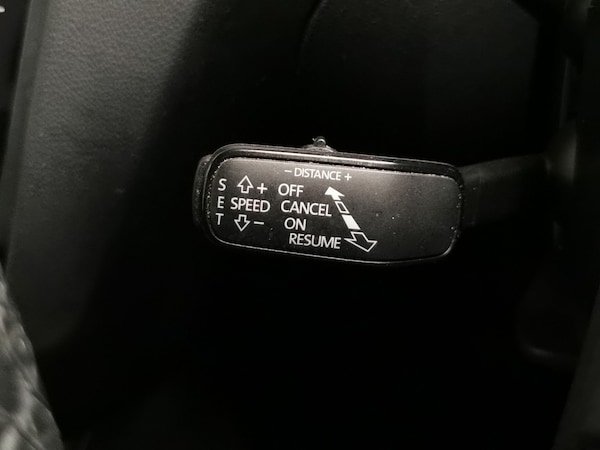 - DISTANCE +
S + OFF
E SPEED CANCEL
T - ON
RESUME